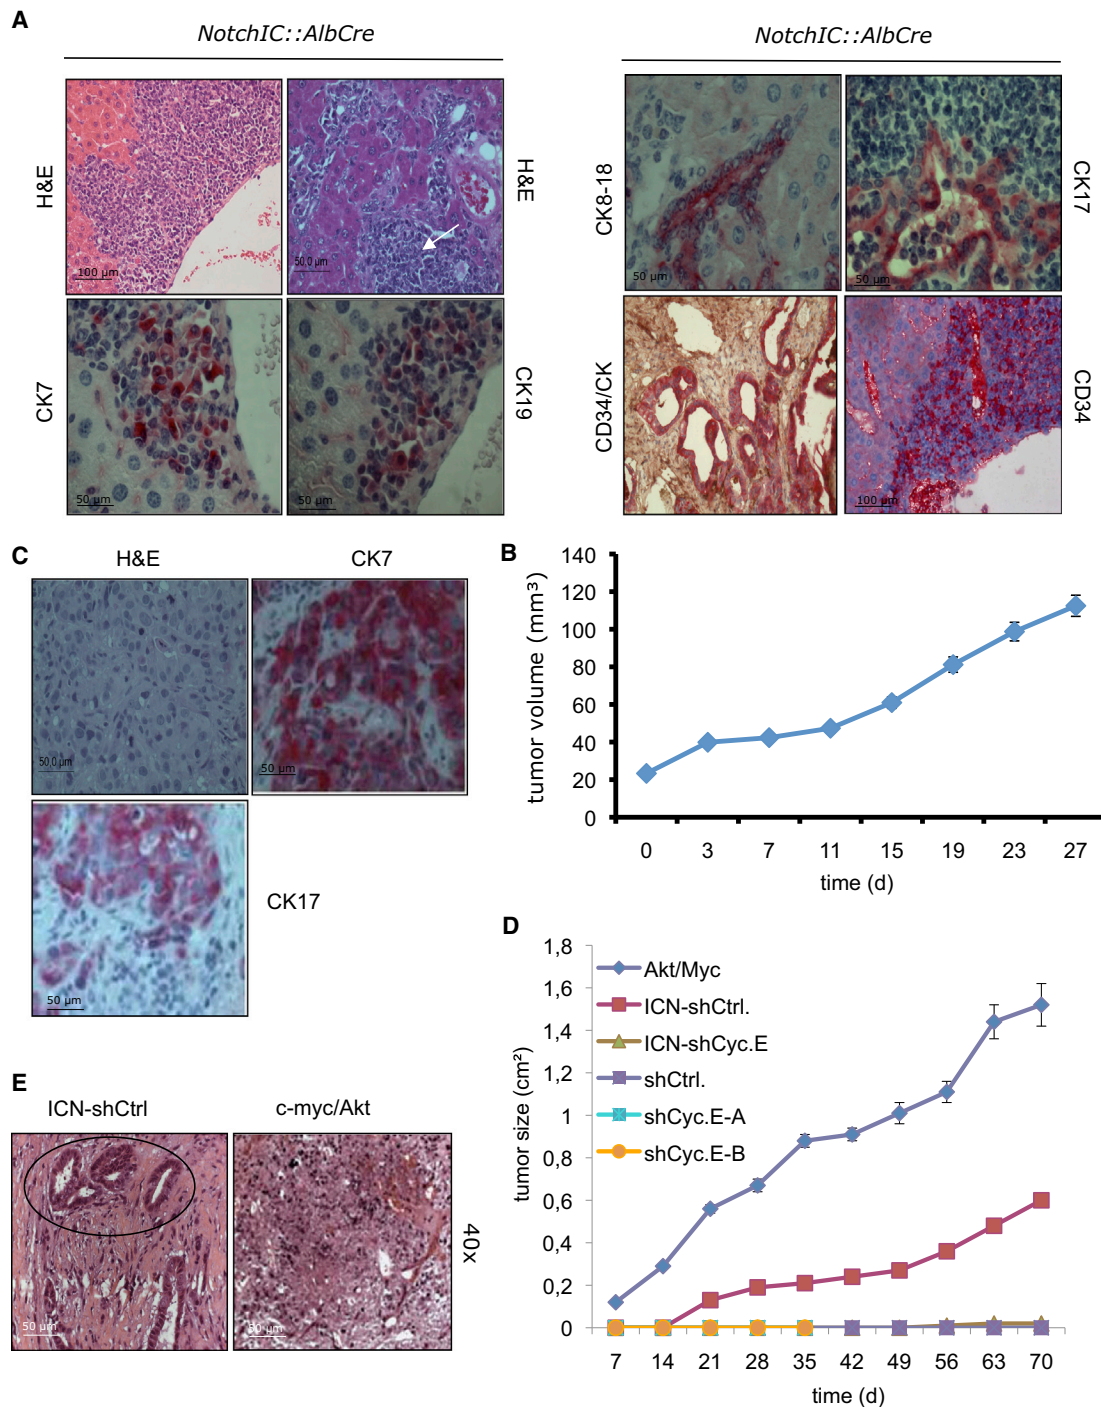 A
NotchIC::AlbCre
NotchIC::AlbCre
H&E
100 µm
50,0 µm
H&E
CK8-18
50 µm
50 µm
CK17
CK7
50 µm
50 µm
CK19
CD34/CK
100 µm
CD34
C
H&E
CK7
50,0 µm
50 µm
50 µm
CK17
B
tumor volume (mm³)
140
120
100
80
60
40
20
0
0 3 7 11 15 19 23 27
time (d)
D
tumor size (cm²)
1,8
1,6
1,4
1,2
1
0,8
0,6
0,4
0,2
0
Akt/Myc
ICN-shCtrl.
ICN-shCyc.E
shCtrl.
shCyc.E-A
shCyc.E-B
7 14 21 28 35 42 49 56 63 70
time (d)
E
ICN-shCtrl
c-myc/Akt
50 µm
50 µm
40x